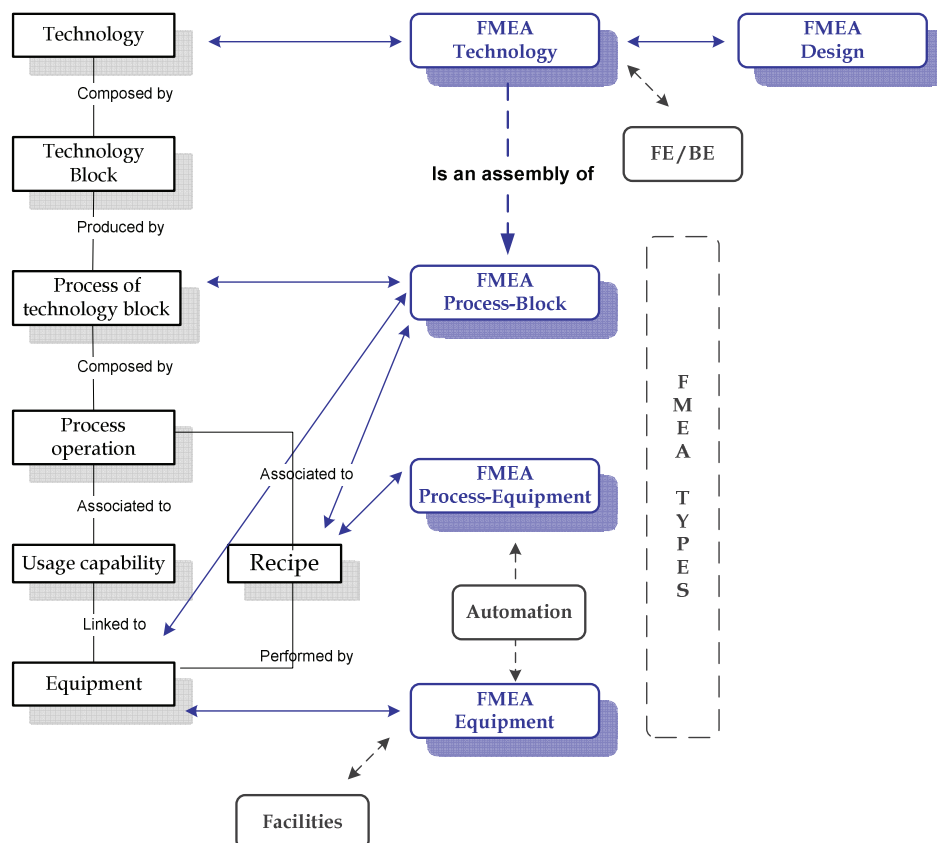 Technology
FMEA
Technology
FMEA
Design
Composed by
FE/BE
Technology
Block
Is an assembly of
Produced by
Process of
technology block
FMEA
Process-Block
Composed by
FMEA TYPES
Process
operation
Associated to
FMEA
Process-Equipment
Associated to
Usage capability
Recipe
Automation
Linked to
Performed by
Equipment
FMEA
Equipment
Facilities